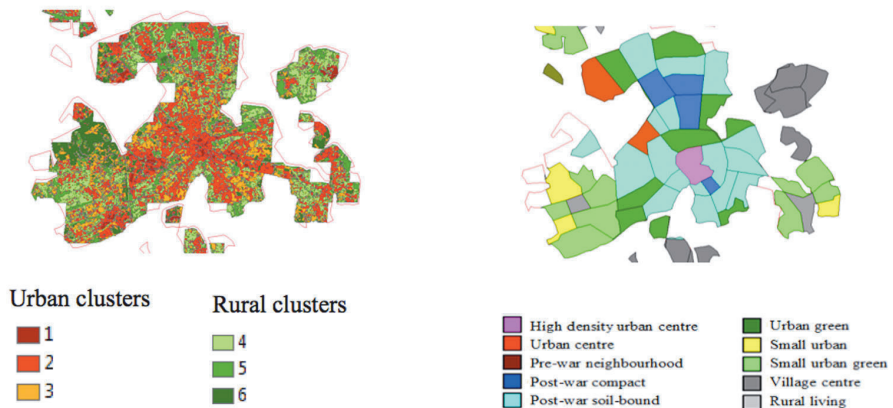 Urban clusters
1
2
3
Rural clusters
4
5
6
High density urban centre
Urban centre
Pre-war neighbourhood
Post-war compact
Post-war soil-bound
Urban green
Small urban
Small urban green
Village centre
Rural living